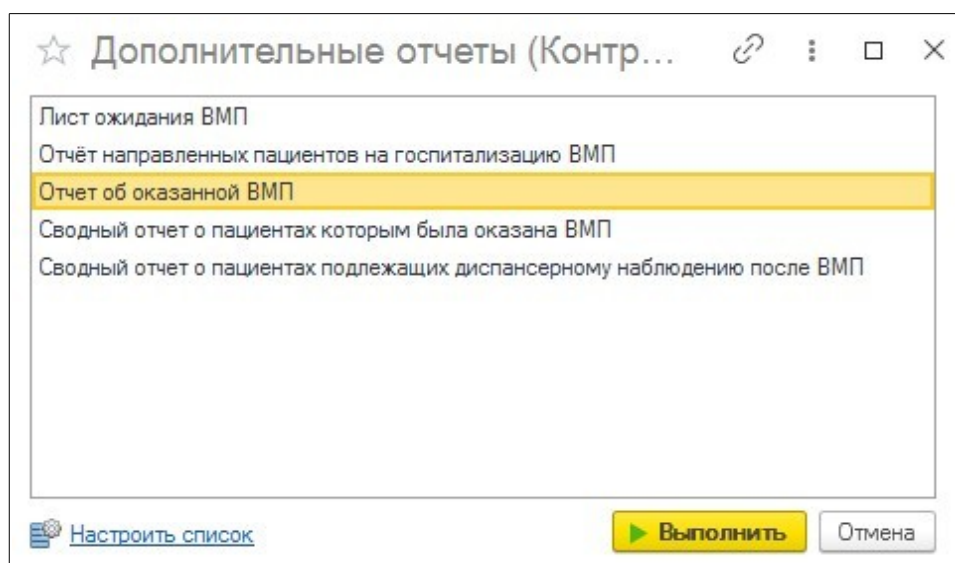 Дополнительные отчеты (Контр...
Лист ожидания ВМП
Отчёт направленных пациентов на госпитализацию ВМП
Отчет об оказанной ВМП
Сводный отчет о пациентах которым была оказана ВМП
Сводный отчет о пациентах подлежащих диспансерному наблюдению после ВМП
Настроить список
Выполнить
Отмена